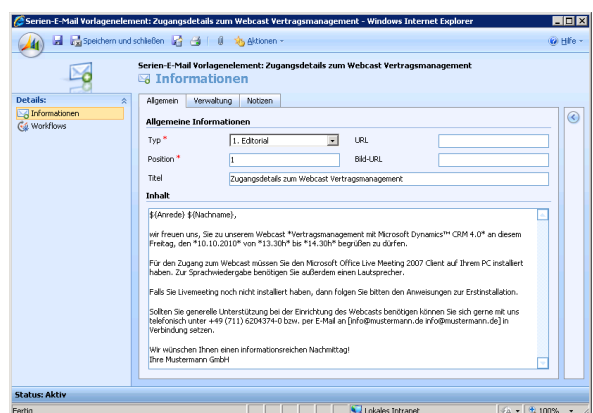 Serien-E-Mail Vorlagenelement: Zugangsdetails zum Webcast Vertragsmanagement - Windows Internet Explorer
Speichern und schließen
Aktionen
Hilfe
Serien-E-Mail Vorlagenelement: Zugangsdetails zum Webcast Vertragsmanagement
Informationen
Details:
Informationen
Workflows
Allgemein Verwaltung Notizen
Allgemeine Informationen
Typ * 1. Editorial URL
Position * 1 Bild-URL
Titel Zugangsdetails zum Webcast Vertragsmanagement
Inhalt
${Anrede} ${Nachname},
wir freuen uns, Sie zu unserem Webcast *Vertragsmanagement mit Microsoft Dynamics™ CRM 4.0* an diesem
Freitag, den *10.10.2010* von *13.30h* bis *14.30h* begrüßen zu dürfen.
Für den Zugang zum Webcast müssen Sie den Microsoft Office Live Meeting 2007 Client auf Ihrem PC installiert
haben. Zur Sprachwiedergabe benötigen Sie außerdem einen Lautsprecher.
Falls Sie Livemeeting noch nicht installiert haben, dann folgen Sie bitten den Anweisungen zur Erstinstallation.
Sollten Sie generelle Unterstützung bei der Einrichtung des Webcasts benötigen können Sie sich gerne mit uns
telefonisch unter +49 (711) 6204374-0 bzw. per E-Mail an [info@mustermann.de info@mustermann.de] in
Verbindung setzen.
Wir wünschen Ihnen einen informationsreichen Nachmittag!
Ihre Mustermann GmbH
Status: Aktiv
Fertig Lokales Intranet 100%